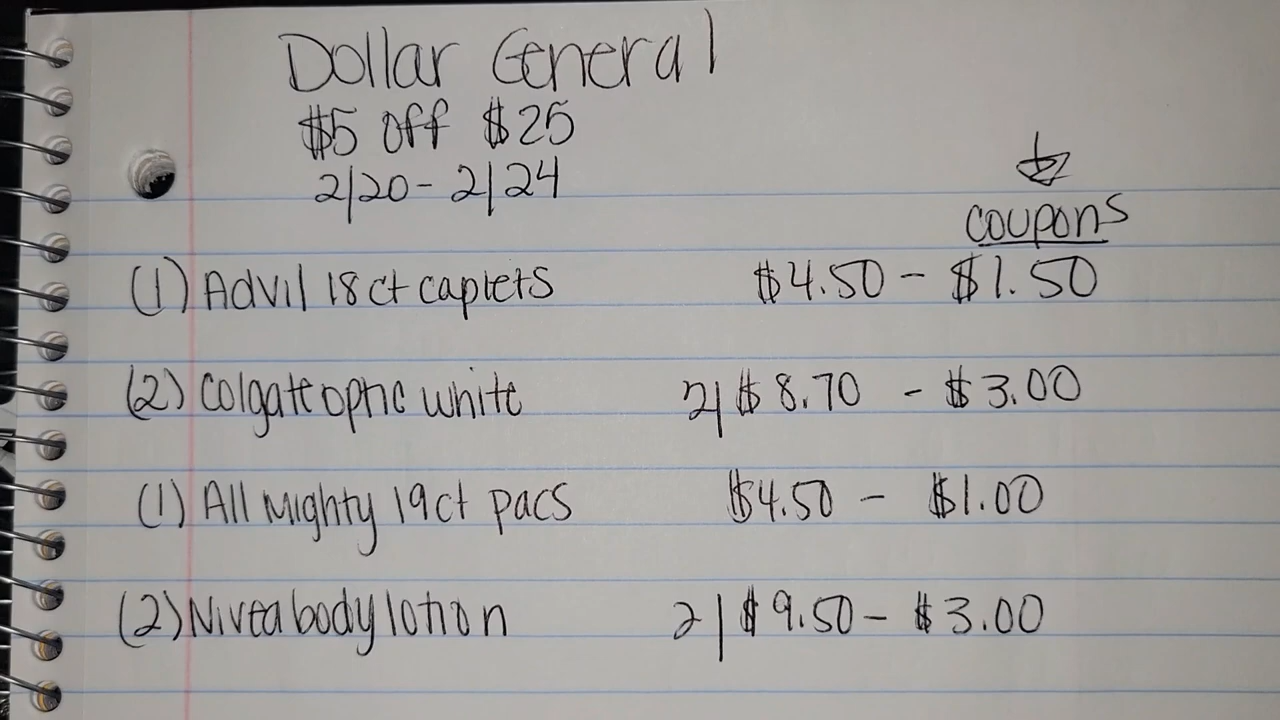 Dollar General
$5 off $25
2/20 - 2/24
coupons
(1) Advil 18ct caplets $4.50 - $1.50
(2) Colgate optic white 2/$8.70 - $3.00
(1) All Mighty 19ct pacs $4.50 - $1.00
(2) Nivea body lotion 2/$9.50 - $3.00